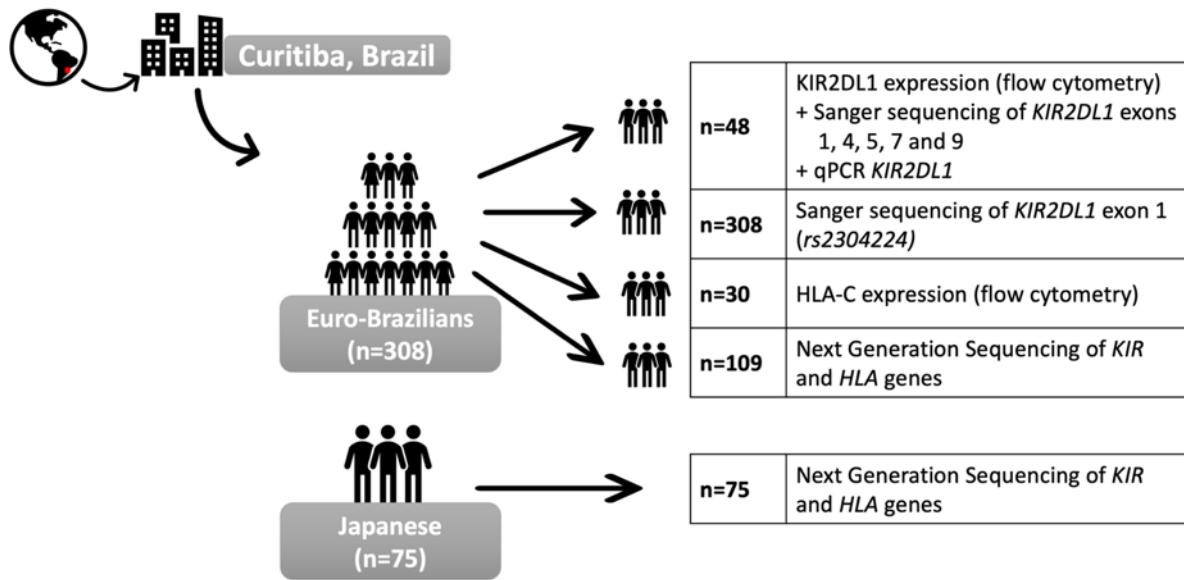 Curitiba, Brazil
n=48
KIR2DL1 expression (flow cytometry)
+ Sanger sequencing of KIR2DL1 exons
1, 4, 5, 7 and 9
+ qPCR KIR2DL1
n=308
Sanger sequencing of KIR2DL1 exon 1
(rs2304224)
n=30
HLA-C expression (flow cytometry)
n=109
Next Generation Sequencing of KIR
and HLA genes
Euro-Brazilians
(n=308)
n=75
Next Generation Sequencing of KIR
and HLA genes
Japanese
(n=75)